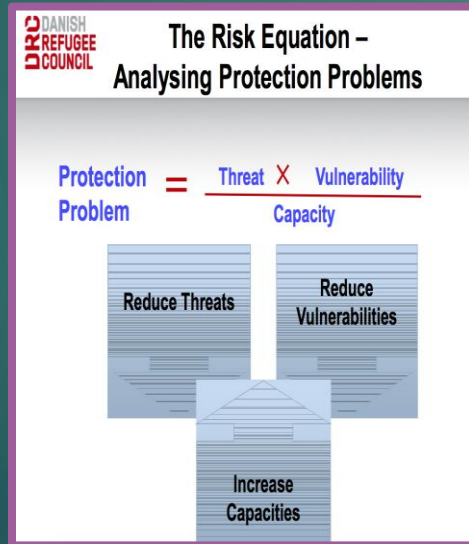 DRC DANISH
REFUGEE
COUNCIL
The Risk Equation –
Analysing Protection Problems
Protection Problem = Threat X Vulnerability
Capacity
Reduce Threats
Reduce Vulnerabilities
Increase
Capacities